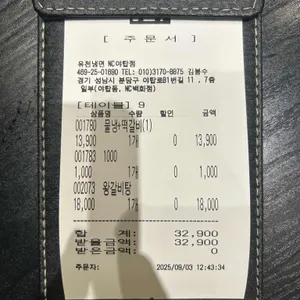 [ 주 문 서 ]
유천냉면 NC야탑점
469-25-01690 TEL: 010)3170-8875 김봉수
경기 성남시 분당구 야탑로81번길 11 , 7층
일부(야탑동, NC백화점)
[테이블] 9
상품명 수량 할인 금액
001780 물냉+떡갈비(1)
13,900 1개 0 13,900
001783 1000
1,000 1개 0 1,000
002073 왕갈비탕
18,000 1개 0 18,000
합 계: 32,900
받을금액: 32,900
받은금액: 0
주문자: 2025/09/03 12:43:34